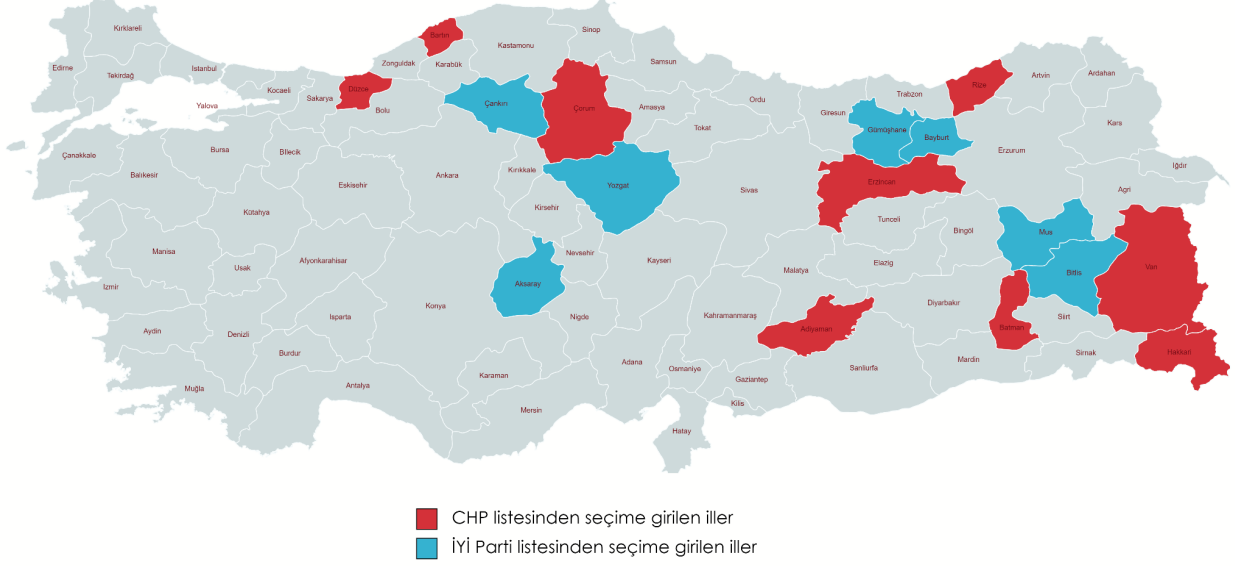 Kırklareli
Edirne
Tekirdağ
Istanbul
Yalova
Kocaeli
Sakarya
Düzce
Bolu
Zonguldak
Bartın
Karabük
Kastamonu
Sinop
Samsun
Çankırı
Çorum
Amasya
Tokat
Ordu
Giresun
Trabzon
Gümüşhane
Bayburt
Rize
Artvin
Ardahan
Kars
Iğdır
Erzurum
Agri
Çanakkale
Balıkesir
Bursa
Bilecik
Eskisehir
Kütahya
Ankara
Kırıkkale
Yozgat
Kirsehir
Sivas
Erzincan
Tunceli
Bingöl
Mus
Bitlis
Van
Manisa
Usak
Afyonkarahisar
Izmir
Aydin
Denizli
Isparta
Burdur
Muğla
Antalya
Konya
Aksaray
Nevsehir
Kayseri
Nigde
Karaman
Mersin
Adana
Osmaniye
Kahramanmaraş
Malatya
Elazig
Adıyaman
Gaziantep
Kilis
Hatay
Sanliurfa
Diyarbakır
Mardin
Batman
Siirt
Sirnak
Hakkari
CHP listesinden seçime girilen iller
İYİ Parti listesinden seçime girilen iller